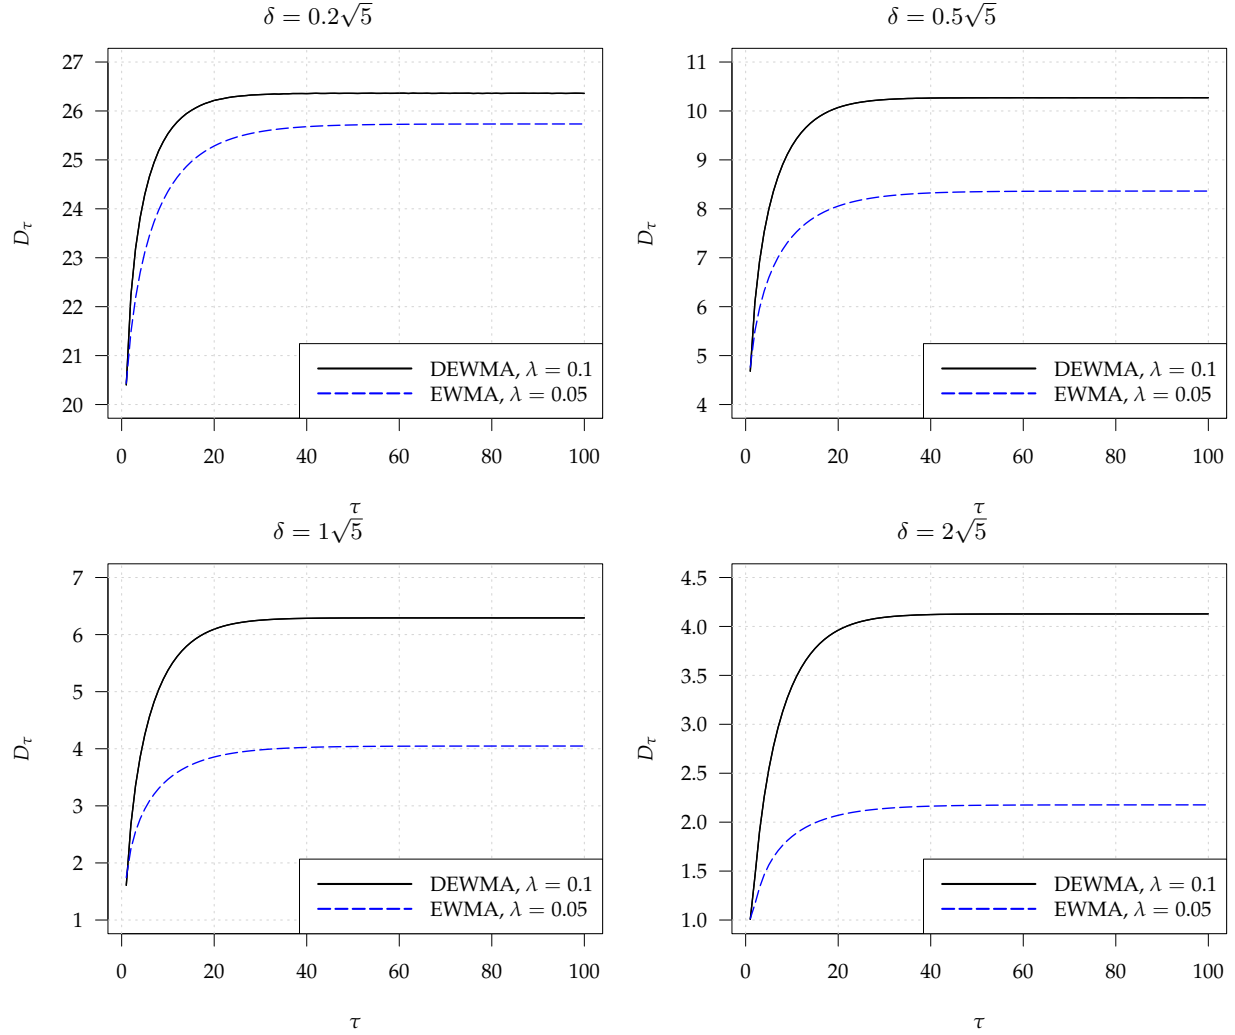 δ = 0.2√5
27
26
25
24
23
22
21
20
D_τ
0 20 40 60 80 100
τ
DEWMA, λ = 0.1
EWMA, λ = 0.05
δ = 0.5√5
11
10
9
8
7
6
5
4
D_τ
0 20 40 60 80 100
τ
DEWMA, λ = 0.1
EWMA, λ = 0.05
δ = 1√5
7
6
5
4
3
2
1
D_τ
0 20 40 60 80 100
τ
DEWMA, λ = 0.1
EWMA, λ = 0.05
δ = 2√5
4.5
4.0
3.5
3.0
2.5
2.0
1.5
1.0
D_τ
0 20 40 60 80 100
τ
DEWMA, λ = 0.1
EWMA, λ = 0.05